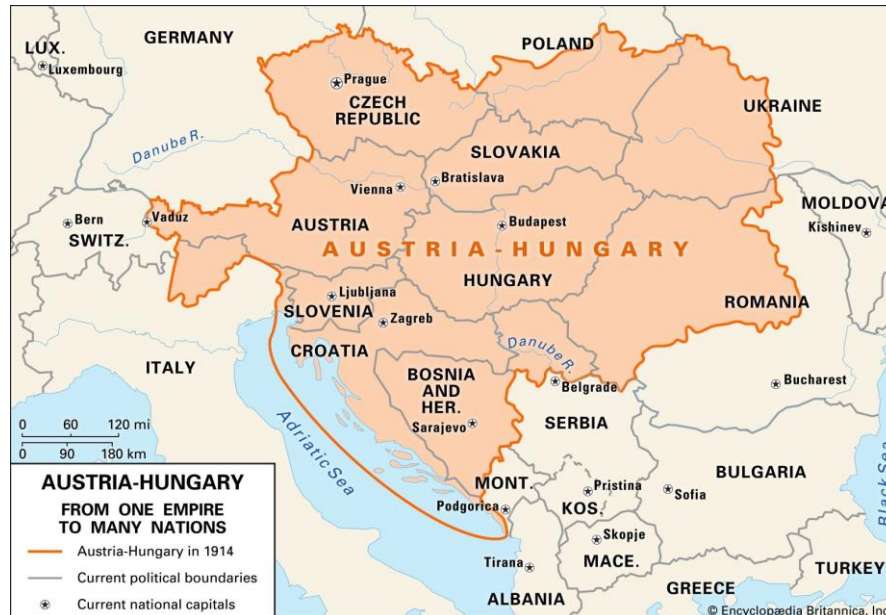 GERMANY
POLAND
LUX.
Luxembourg
Prague
CZECH
REPUBLIC
UKRAINE
Danube R.
SLOVAKIA
Vienna
Bratislava
MOLDOVA
Kishinev
Bern
SWITZ.
Vaduz
AUSTRIA
Budapest
AUSTRIA-HUNGARY
HUNGARY
ROMANIA
Ljubljana
SLOVENIA
Zagreb
CROATIA
Danube R.
ITALY
BOSNIA
AND
HER.
Sarajevo
Belgrade
SERBIA
Bucharest
0 60 120 mi
0 90 180 km
Adriatic Sea
BULGARIA
Black Sea
MONT.
Podgorica
Pristina
KOS.
Sofia
Skopje
MACE.
Tirana
ALBANIA
GREECE
TURKEY
AUSTRIA-HUNGARY
FROM ONE EMPIRE
TO MANY NATIONS
Austria-Hungary in 1914
Current political boundaries
Current national capitals
© Encyclopædia Britannica, Inc.